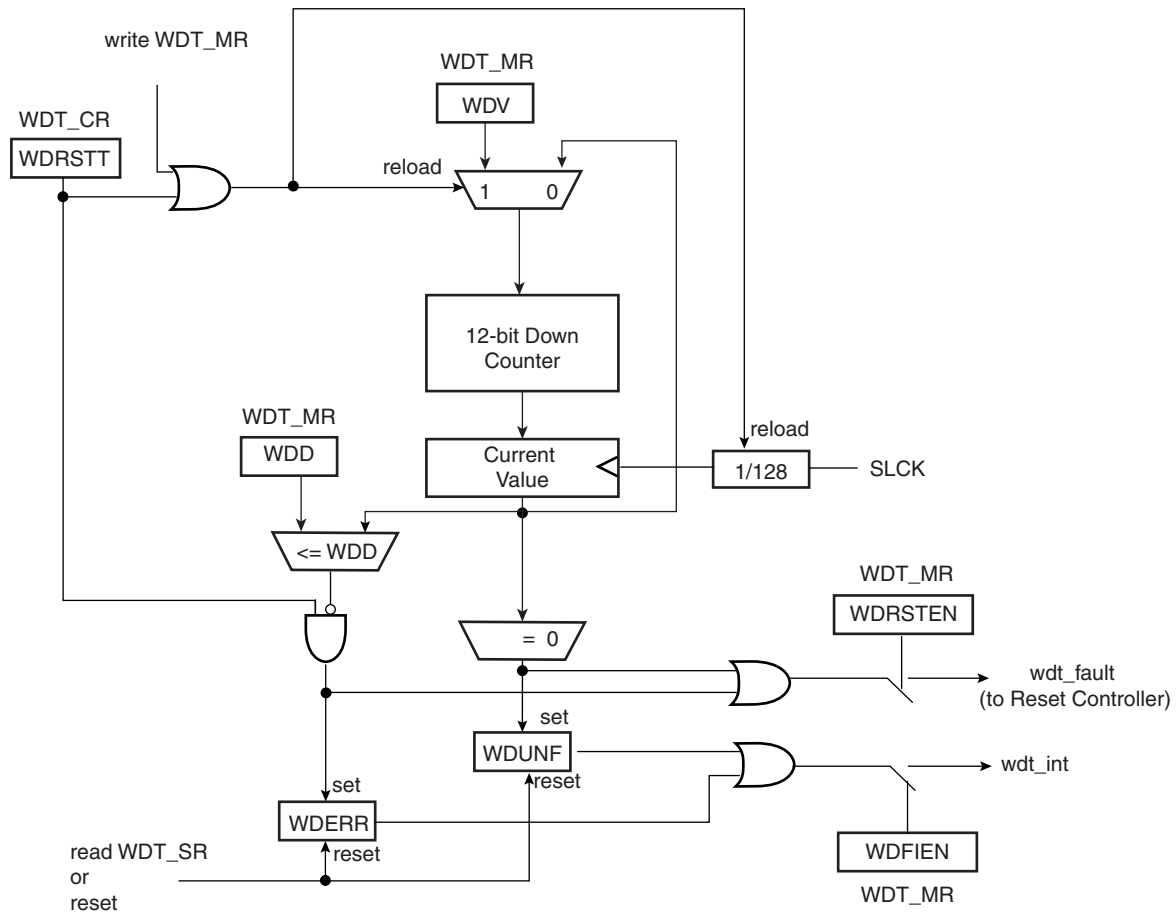 write WDT_MR
WDT_MR
WDV
WDT_CR
WDRSTT
reload
1 0
12-bit Down
Counter
WDT_MR
WDD
Current
Value
reload
1/128
SLCK
<= WDD
= 0
WDT_MR
WDRSTEN
wdt_fault
(to Reset Controller)
set
WDUNF
reset
wdt_int
set
WDERR
reset
read WDT_SR
or
reset
WDFIEN
WDT_MR